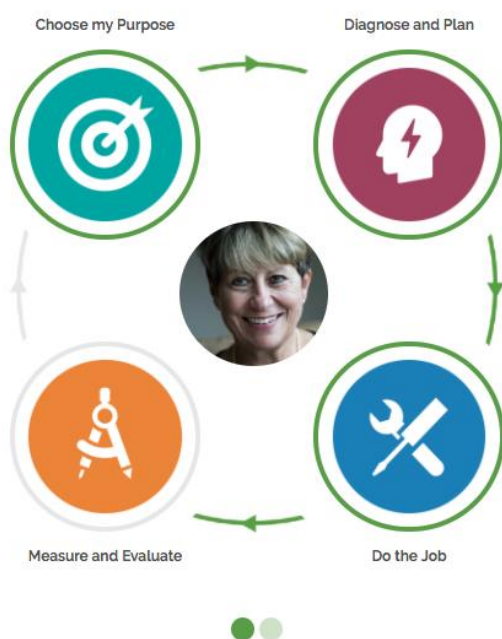 Choose my Purpose
Diagnose and Plan
Measure and Evaluate
Do the Job